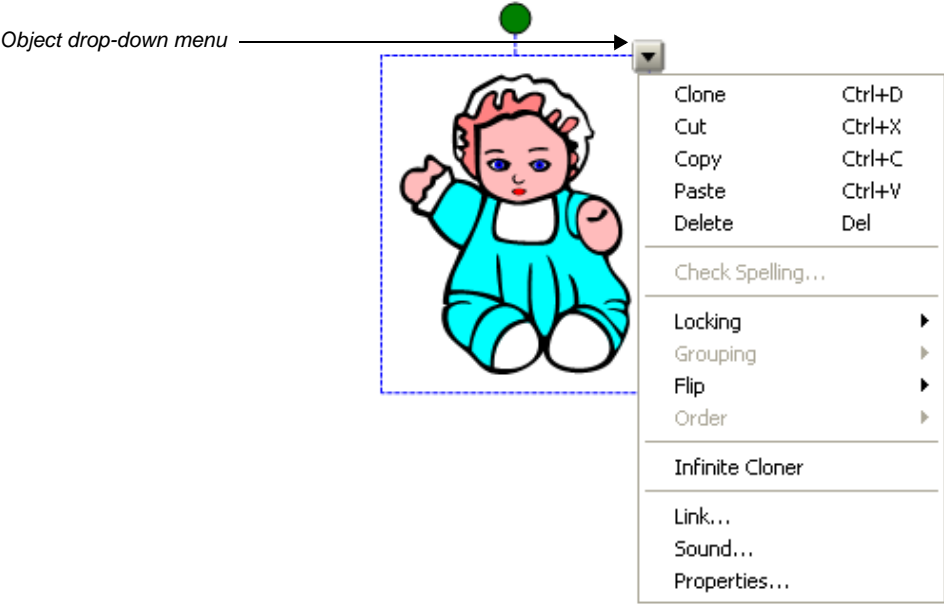 Object drop-down menu
Clone Ctrl+D
Cut Ctrl+X
Copy Ctrl+C
Paste Ctrl+V
Delete Del
Check Spelling...
Locking
Grouping
Flip
Order
Infinite Cloner
Link...
Sound...
Properties...